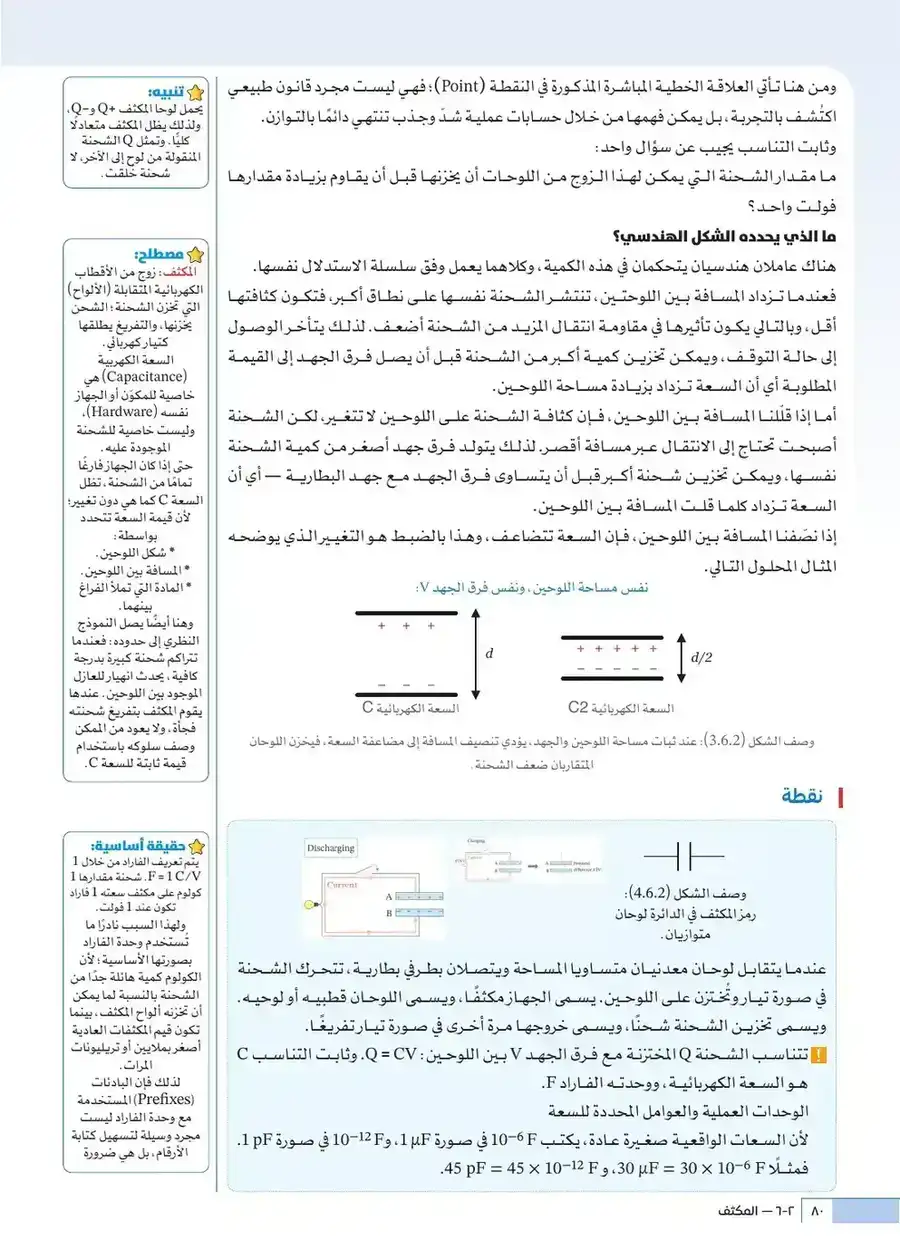 ومن هنا تأتي العلاقة الخطية المباشرة المذكورة في النقطة (Point)؛ فهي ليست مجرد قانون طبيعي
اكتُشف بالتجربة، بل يمكن فهمها من خلال حسابات عملية شدّ وجذب تنتهي دائمًا بالتوازن.
وثابت التناسب يجيب عن سؤال واحد:
ما مقدار الشحنة التي يمكن لهذا الزوج من اللوحات أن يخزنها قبل أن يقاوم بزيادة مقدارها
فولت واحد؟
ما الذي يحدده الشكل الهندسي؟
هناك عاملان هندسيان يتحكمان في هذه الكمية، وكلاهما يعمل وفق سلسلة الاستدلال نفسها.
فعندما تزداد المسافة بين اللوحتين، تنتشر الشحنة نفسها على نطاق أكبر، فتكون كثافتها
أقل، وبالتالي يكون تأثيرها في مقاومة انتقال المزيد من الشحنة أضعف. لذلك يتأخر الوصول
إلى حالة التوقف، ويمكن تخزين كمية أكبر من الشحنة قبل أن يصل فرق الجهد إلى القيمة
المطلوبة أي أن السعة تزداد بزيادة مساحة اللوحين.
أما إذا قلّلنا المسافة بين اللوحين، فإن كثافة الشحنة على اللوحين لا تتغير، لكن الشحنة
أصبحت تحتاج إلى الانتقال عبر مسافة أقصر. لذلك يتولد فرق جهد أصغر من كمية الشحنة
نفسها، ويمكن تخزين شحنة أكبر قبل أن يتساوى فرق الجهد مع جهد البطارية — أي أن
السعة تزداد كلما قلت المسافة بين اللوحين.
إذا نصَفنا المسافة بين اللوحين، فإن السعة تتضاعف، وهذا بالضبط هو التغيير الذي يوضحه
المثال المحلول التالي.
نفس مساحة اللوحين، ونفس فرق الجهد V:
+ + +
d
− − −
السعة الكهربائية C
+ + + + +
− − − − −
d/2
السعة الكهربائية C2
وصف الشكل (3.6.2): عند ثبات مساحة اللوحين والجهد، يؤدي تنصيف المسافة إلى مضاعفة السعة، فيخزن اللوحان
المتقاربان ضعف الشحنة.
نقطة
وصف الشكل (4.6.2):
رمز المكثف في الدائرة لوحان
متوازيان.
Charging
Discharging
Current
A
B
عندما يتقابل لوحان معدنيان متساويا المساحة ويتصلان بطرفي بطارية، تتحرك الشحنة
في صورة تيار وتُختزن على اللوحين. يسمى الجهاز مكثفًا، ويسمى اللوحان قطبيه أو لوحيه.
ويسمى تخزين الشحنة شحنًا، ويسمى خروجها مرة أخرى في صورة تيار تفريغًا.
! تتناسب الشحنة Q المختزنة مع فرق الجهد V بين اللوحين: Q = CV. وثابت التناسب C
هو السعة الكهربائية، ووحدته الفاراد F.
الوحدات العملية والعوامل المحددة للسعة
لأن السعات الواقعية صغيرة عادة، يكتب 10−6 F في صورة 1 μF، و10−12 F في صورة 1 pF.
فمثلًا 30 μF = 30 × 10−6 F، و 45 pF = 45 × 10−12 F.
تنبيه:
يحمل لوحا المكثف +Q و−Q،
ولذلك يظل المكثف متعادلًا
كليًا. وتمثل Q الشحنة
المنقولة من لوح إلى الآخر، لا
شحنة خلقت.
مصطلح:
المكثف: زوج من الأقطاب
الكهربائية المتقابلة (الألواح)
التي تخزن الشحنة؛ الشحن
يخزنها، والتفريغ يطلقها
كتيار كهربائي.
السعة الكهربية
(Capacitance) هي
خاصية للمكوّن أو الجهاز
نفسه (Hardware)،
وليست خاصية للشحنة
الموجودة عليه.
حتى إذا كان الجهاز فارغًا
تمامًا من الشحنة، تظل
السعة C كما هي دون تغيير؛
لأن قيمة السعة تتحدد
بواسطة:
* شكل اللوحين.
* المسافة بين اللوحين.
* المادة التي تملأ الفراغ
بينهما.
وهنا أيضًا يصل النموذج
النظري إلى حدوده: فعندما
تتراكم شحنة كبيرة بدرجة
كافية، يحدث انهيار للعازل
الموجود بين اللوحين. عندها
يقوم المكثف بتفريغ شحنته
فجأة، ولا يعود من الممكن
وصف سلوكه باستخدام
قيمة ثابتة للسعة C.
حقيقة أساسية:
يتم تعريف الفاراد من خلال 1
F = 1 C/V. شحنة مقدارها 1
كولوم على مكثف سعته 1 فاراد
تكون عند 1 فولت.
ولهذا السبب نادرًا ما
تُستخدم وحدة الفاراد
بصورتها الأساسية؛ لأن
الكولوم كمية هائلة جدًا من
الشحنة بالنسبة لما يمكن
أن تخزنه ألواح المكثف، بينما
تكون قيم المكثفات العادية
أصغر بملايين أو تريليونات
المرات.
لذلك فإن البادئات
(Prefixes) المستخدمة
مع وحدة الفاراد ليست
مجرد وسيلة لتسهيل كتابة
الأرقام، بل هي ضرورة
٨٠ ٢-٦ — المكثف